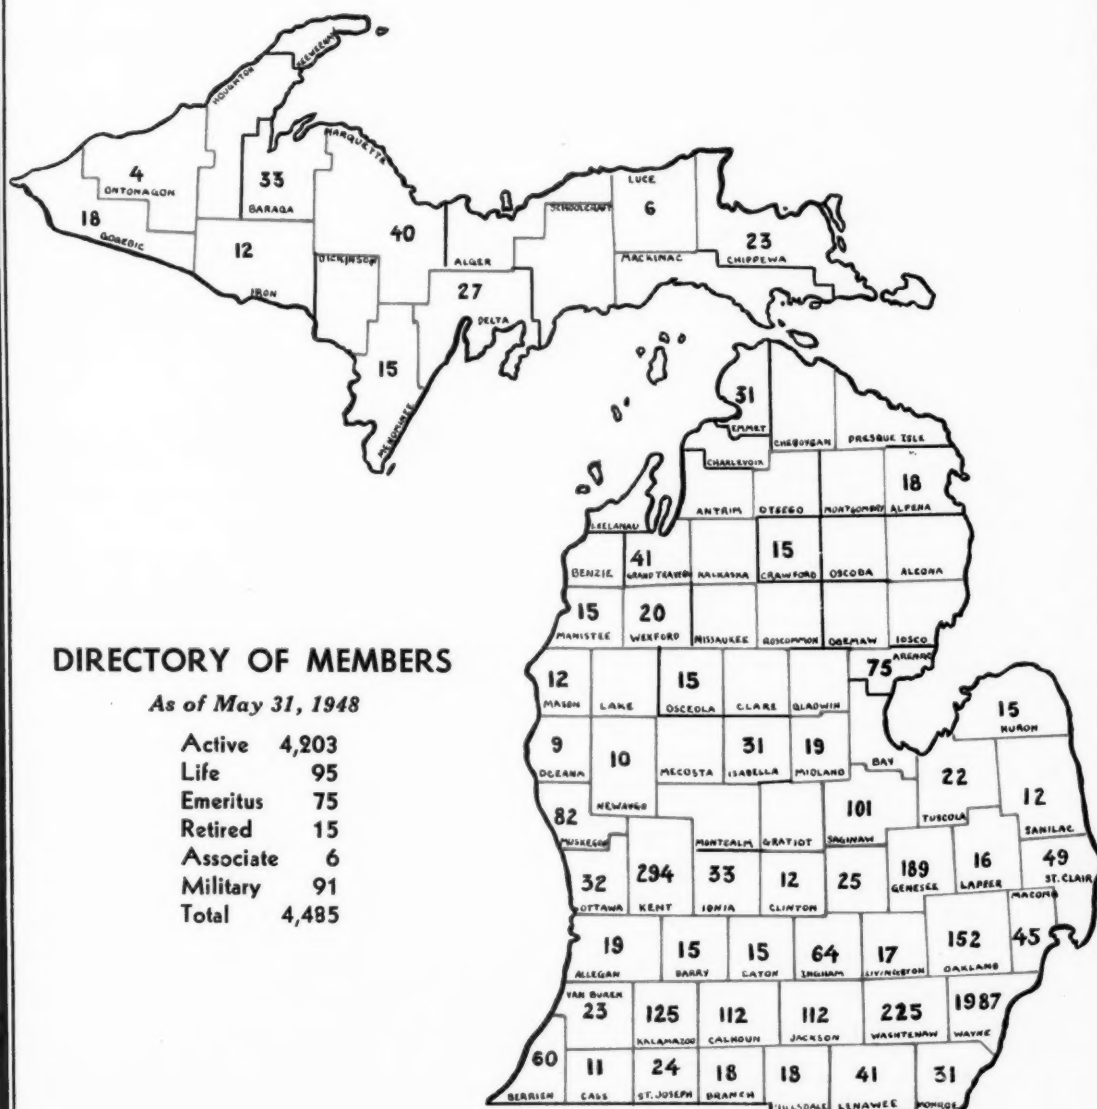 KEEWEENAW
HOUGHTON
MARQUETTE
4
ONTONAGON
33
BARAGA
LUCE
6
18
GOGEBIC
SCHOOLCRAFT
12
IRON
40
DICKINSON
ALGER
MACKINAC
23
CHIPPEWA
27
DELTA
15
MENOMINEE
31
EMMET
CHEBOYGAN
PRESQUE ISLE
CHARLEVOIX
18
LEELANAU
ANTRIM
OTSEGO
MONTGOMERY
ALPENA
41
15
BENZIE
GRAND TRAVERSE
KALKASKA
CRAWFORD
OSCODA
ALCONA
15
20
MANISTEE
WEXFORD
MISSAUKEE
ROSCOMMON
OGEMAW
IOSCO
DIRECTORY OF MEMBERS
As of May 31, 1948
Active 4,203
Life 95
Emeritus 75
Retired 15
Associate 6
Military 91
Total 4,485
ARENAC
75
12
15
MASON
LAKE
OSCEOLA
CLARE
GLADWIN
15
HURON
9
10
31
19
OCEANA
MECOSTA
ISABELLA
MIDLAND
BAY
22
12
NEWAYGO
101
TUSCOLA
82
SANILAC
MUSKEGON
MONTCALM
GRATIOT
SAGINAW
32
294
33
12
25
189
16
49
OTTAWA
KENT
IONIA
CLINTON
GENESEE
LAPEER
ST. CLAIR
MACOMB
19
15
15
64
17
152
45
ALLEGAN
BARRY
EATON
INGHAM
LIVINGSTON
OAKLAND
VAN BUREN
23
125
112
112
225
1987
KALAMAZOO
CALHOUN
JACKSON
WASHTENAW
WAYNE
60
11
24
18
18
41
31
BERRIEN
CASS
ST. JOSEPH
BRANCH
HILLSDALE
LENAWEE
MONROE